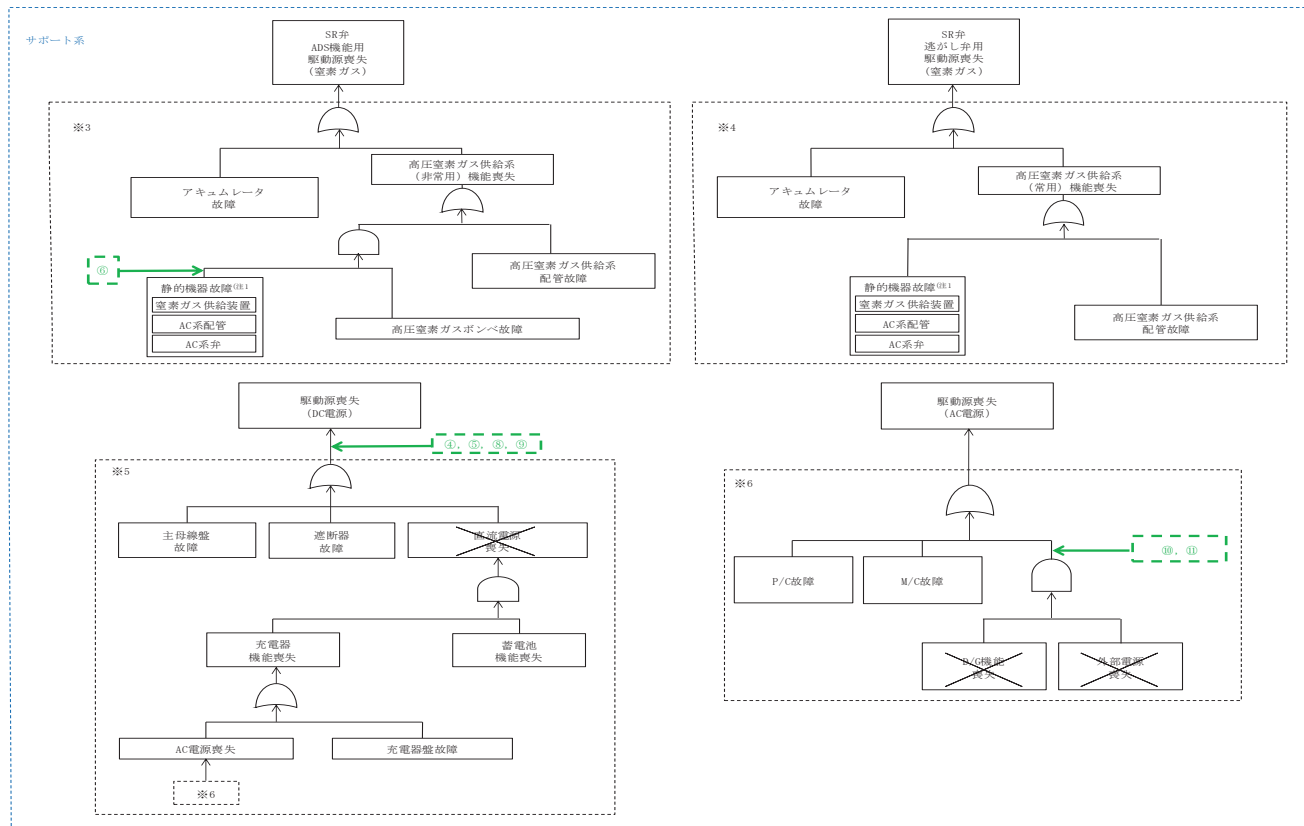 サポート系
SR弁
ADS機能用
駆動源喪失
(窒素ガス)
※3
アキュムレータ
故障
高圧窒素ガス供給系
(非常用)機能喪失
⑥
静的機器故障(注1
窒素ガス供給装置
AC系配管
AC系弁
高圧窒素ガスボンベ故障
高圧窒素ガス供給系
配管故障
SR弁
逃がし弁用
駆動源喪失
(窒素ガス)
※4
アキュムレータ
故障
高圧窒素ガス供給系
(常用)機能喪失
静的機器故障(注1
窒素ガス供給装置
AC系配管
AC系弁
高圧窒素ガス供給系
配管故障
駆動源喪失
(DC電源)
④, ⑤, ⑧, ⑨
※5
主母線盤
故障
遮断器
故障
直流電源
喪失
充電器
機能喪失
蓄電池
機能喪失
AC電源喪失
充電器盤故障
※6
駆動源喪失
(AC電源)
※6
P/C故障
M/C故障
⑩, ⑪
D/G機能
喪失
外部電源
喪失